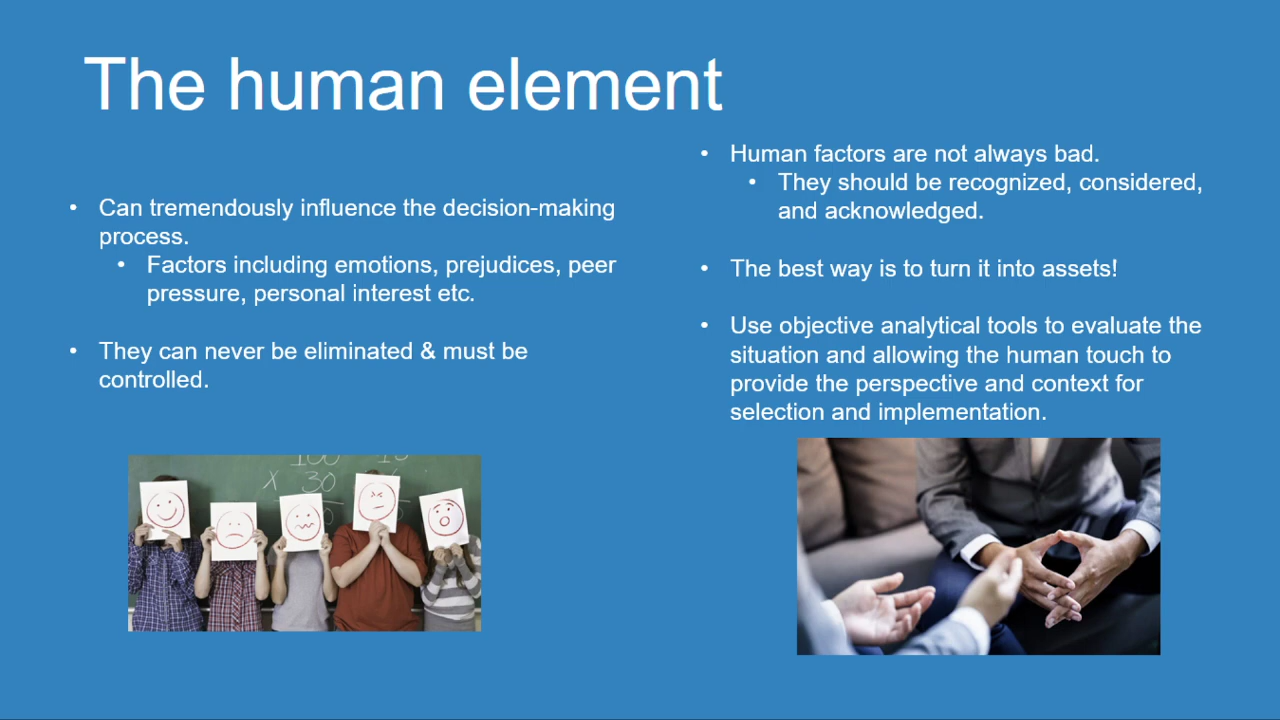 The human element
• Can tremendously influence the decision-making
process.
• Factors including emotions, prejudices, peer
pressure, personal interest etc.
• They can never be eliminated & must be
controlled.
• Human factors are not always bad.
• They should be recognized, considered,
and acknowledged.
• The best way is to turn it into assets!
• Use objective analytical tools to evaluate the
situation and allowing the human touch to
provide the perspective and context for
selection and implementation.
X 30